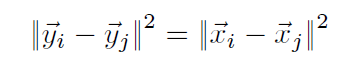 ‖y⃗ᵢ − y⃗ⱼ‖² = ‖x⃗ᵢ − x⃗ⱼ‖²